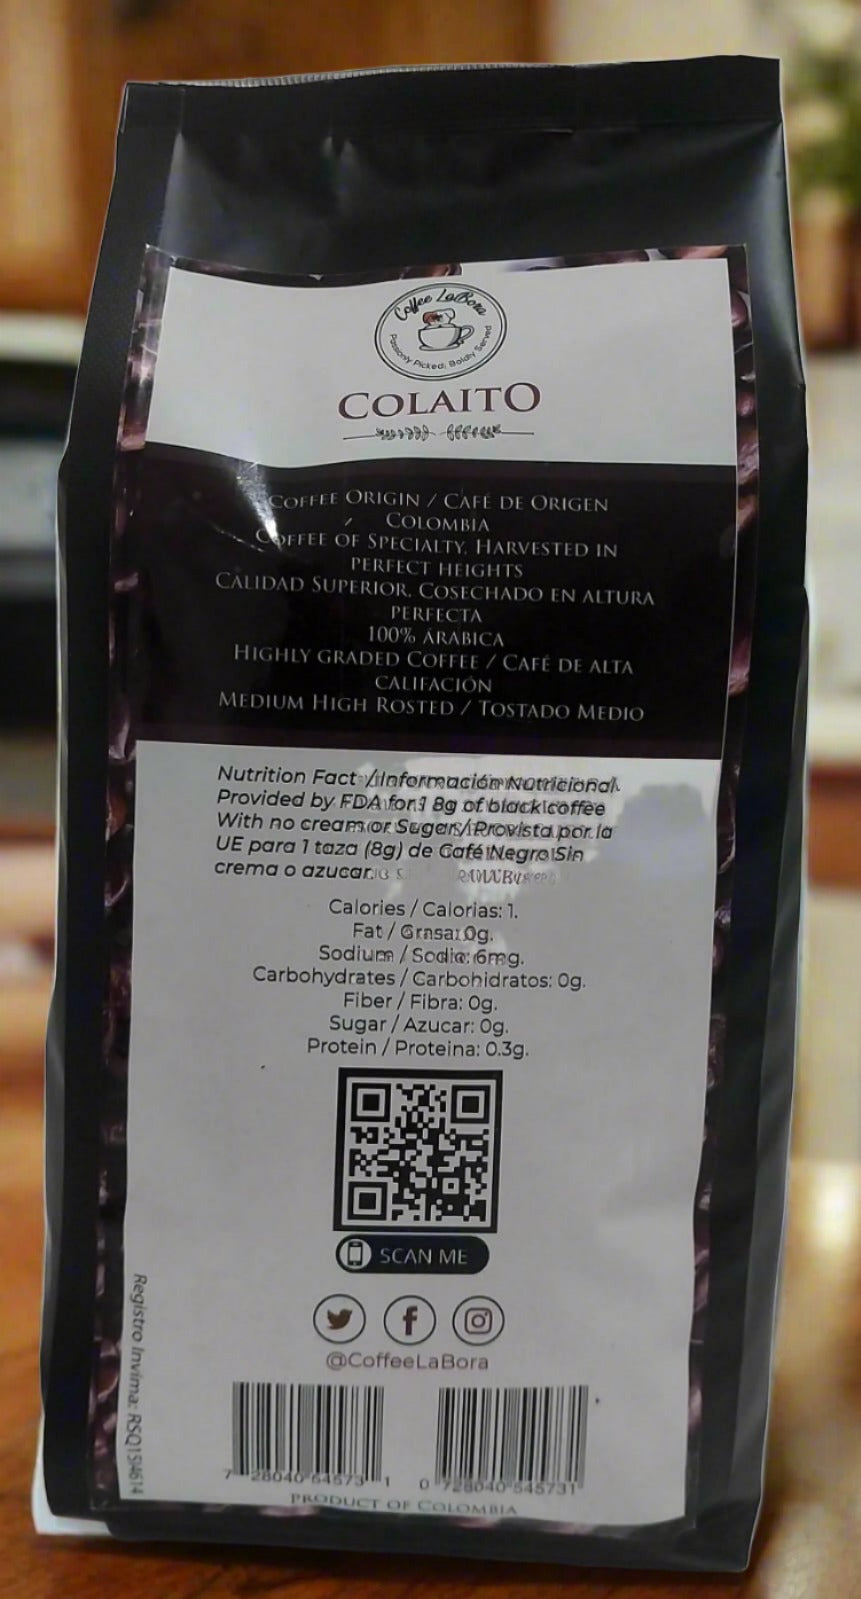 Coffee LaBora
Passionly Picked; Boldly Served
COLAITO
COFFEE ORIGIN / CAFÉ DE ORIGEN
COLOMBIA
COFFEE OF SPECIALTY, HARVESTED IN
PERFECT HEIGHTS
CALIDAD SUPERIOR, COSECHADO EN ALTURA
PERFECTA
100% ÁRABICA
HIGHLY GRADED COFFEE / CAFÉ DE ALTA
CALIFACIÓN
MEDIUM HIGH ROSTED / TOSTADO MEDIO
Nutrition Fact / Información Nutricional
Provided by FDA for 1 8g of black coffee
With no cream or Sugar / Provista por la
UE para 1 taza (8g) de Café Negro Sin
crema o azucar.
Calories / Calorias: 1.
Fat / Grasa: 0g.
Sodium / Sodio: 6mg.
Carbohydrates / Carbohidratos: 0g.
Fiber / Fibra: 0g.
Sugar / Azucar: 0g.
Protein / Proteina: 0.3g.
SCAN ME
@CoffeeLaBora
Registro Invima:
7 28040 54573 1
0 728040 545731
PRODUCT OF COLOMBIA